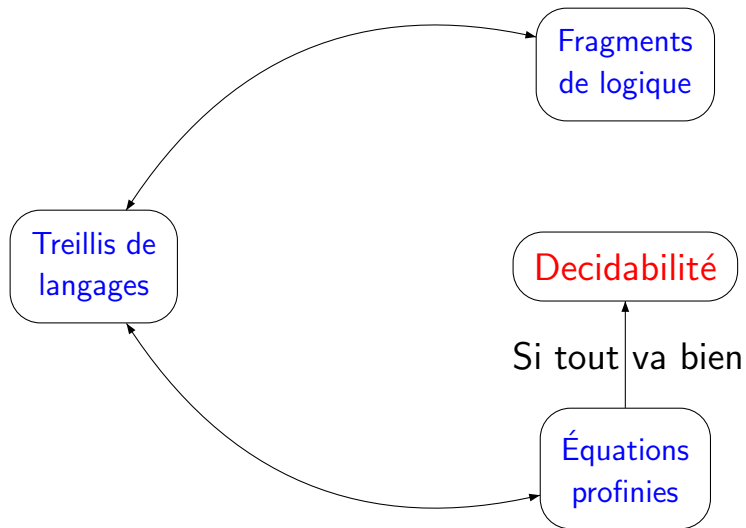 Fragments
de logique
Treillis de
langages
Decidabilité
Si tout va bien
Équations
profinies